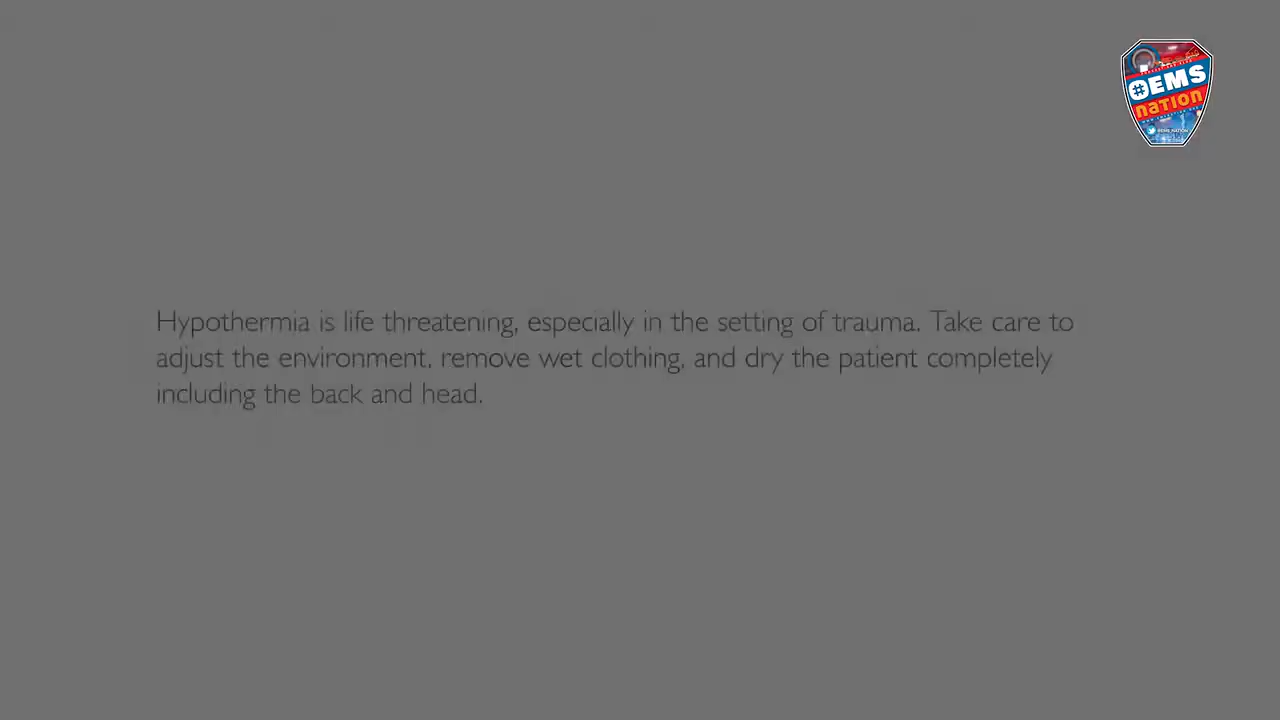 #EMS
nation
@EMS_NATION
Hypothermia is life threatening, especially in the setting of trauma. Take care to
adjust the environment, remove wet clothing, and dry the patient completely
including the back and head.